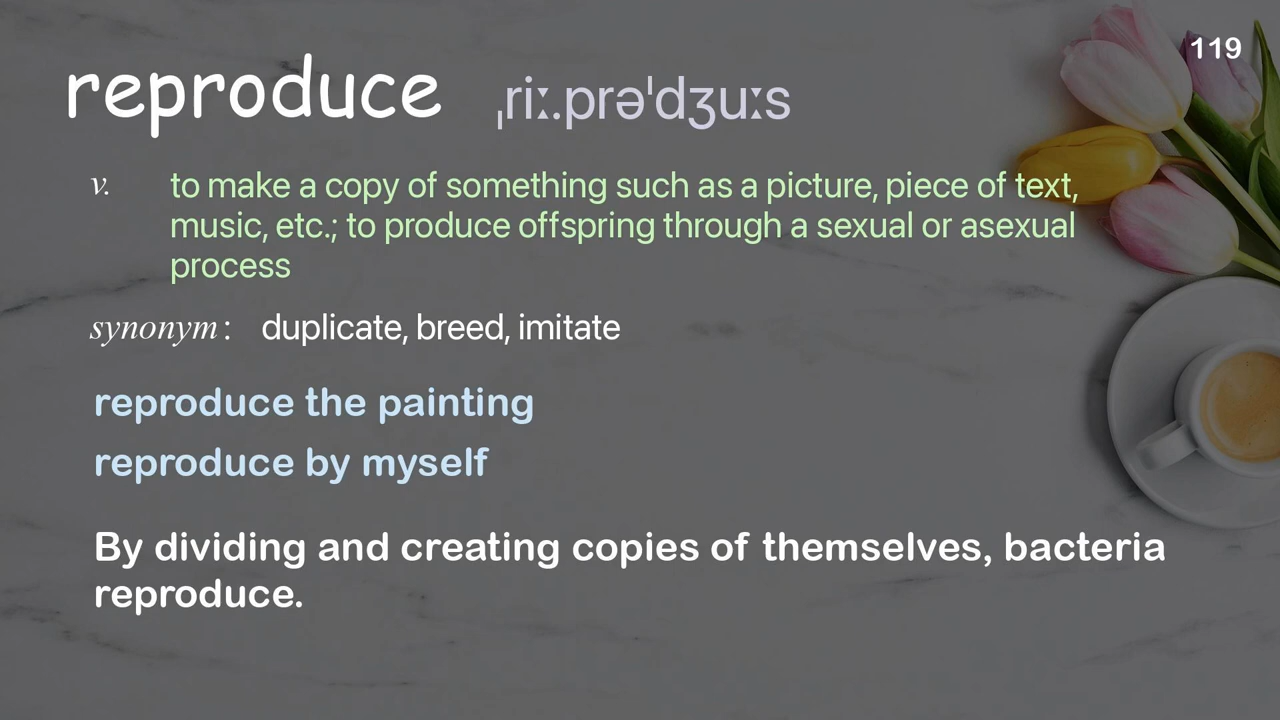 119
reproduce ˌriː.prəˈdʒuːs
v. to make a copy of something such as a picture, piece of text,
music, etc.; to produce offspring through a sexual or asexual
process
synonym: duplicate, breed, imitate
reproduce the painting
reproduce by myself
By dividing and creating copies of themselves, bacteria
reproduce.